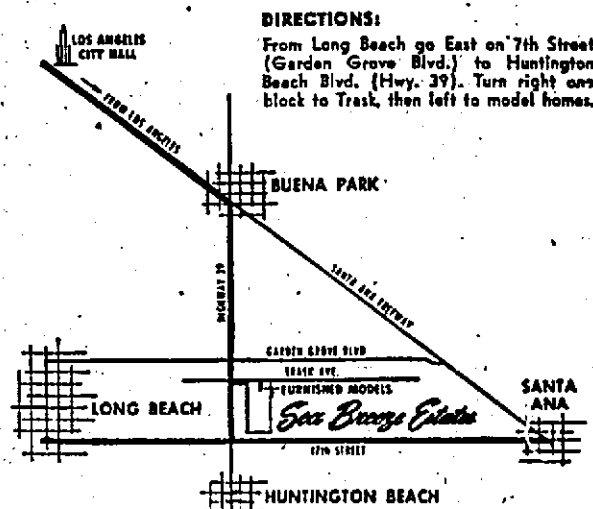 DIRECTIONS:
From Long Beach go East on 7th Street
(Garden Grove Blvd.) to Huntington
Beach Blvd. (Hwy. 39). Turn right one
block to Trask, then left to model homes.
LOS ANGELES
CITY HALL
FROM LOS ANGELES
BUENA PARK
HIGHWAY 39
SANTA ANA FREEWAY
GARDEN GROVE BLVD
TRASK AVE.
FURNISHED MODELS
SANTA
ANA
LONG BEACH
Sea Breeze Estates
17TH STREET
HUNTINGTON BEACH